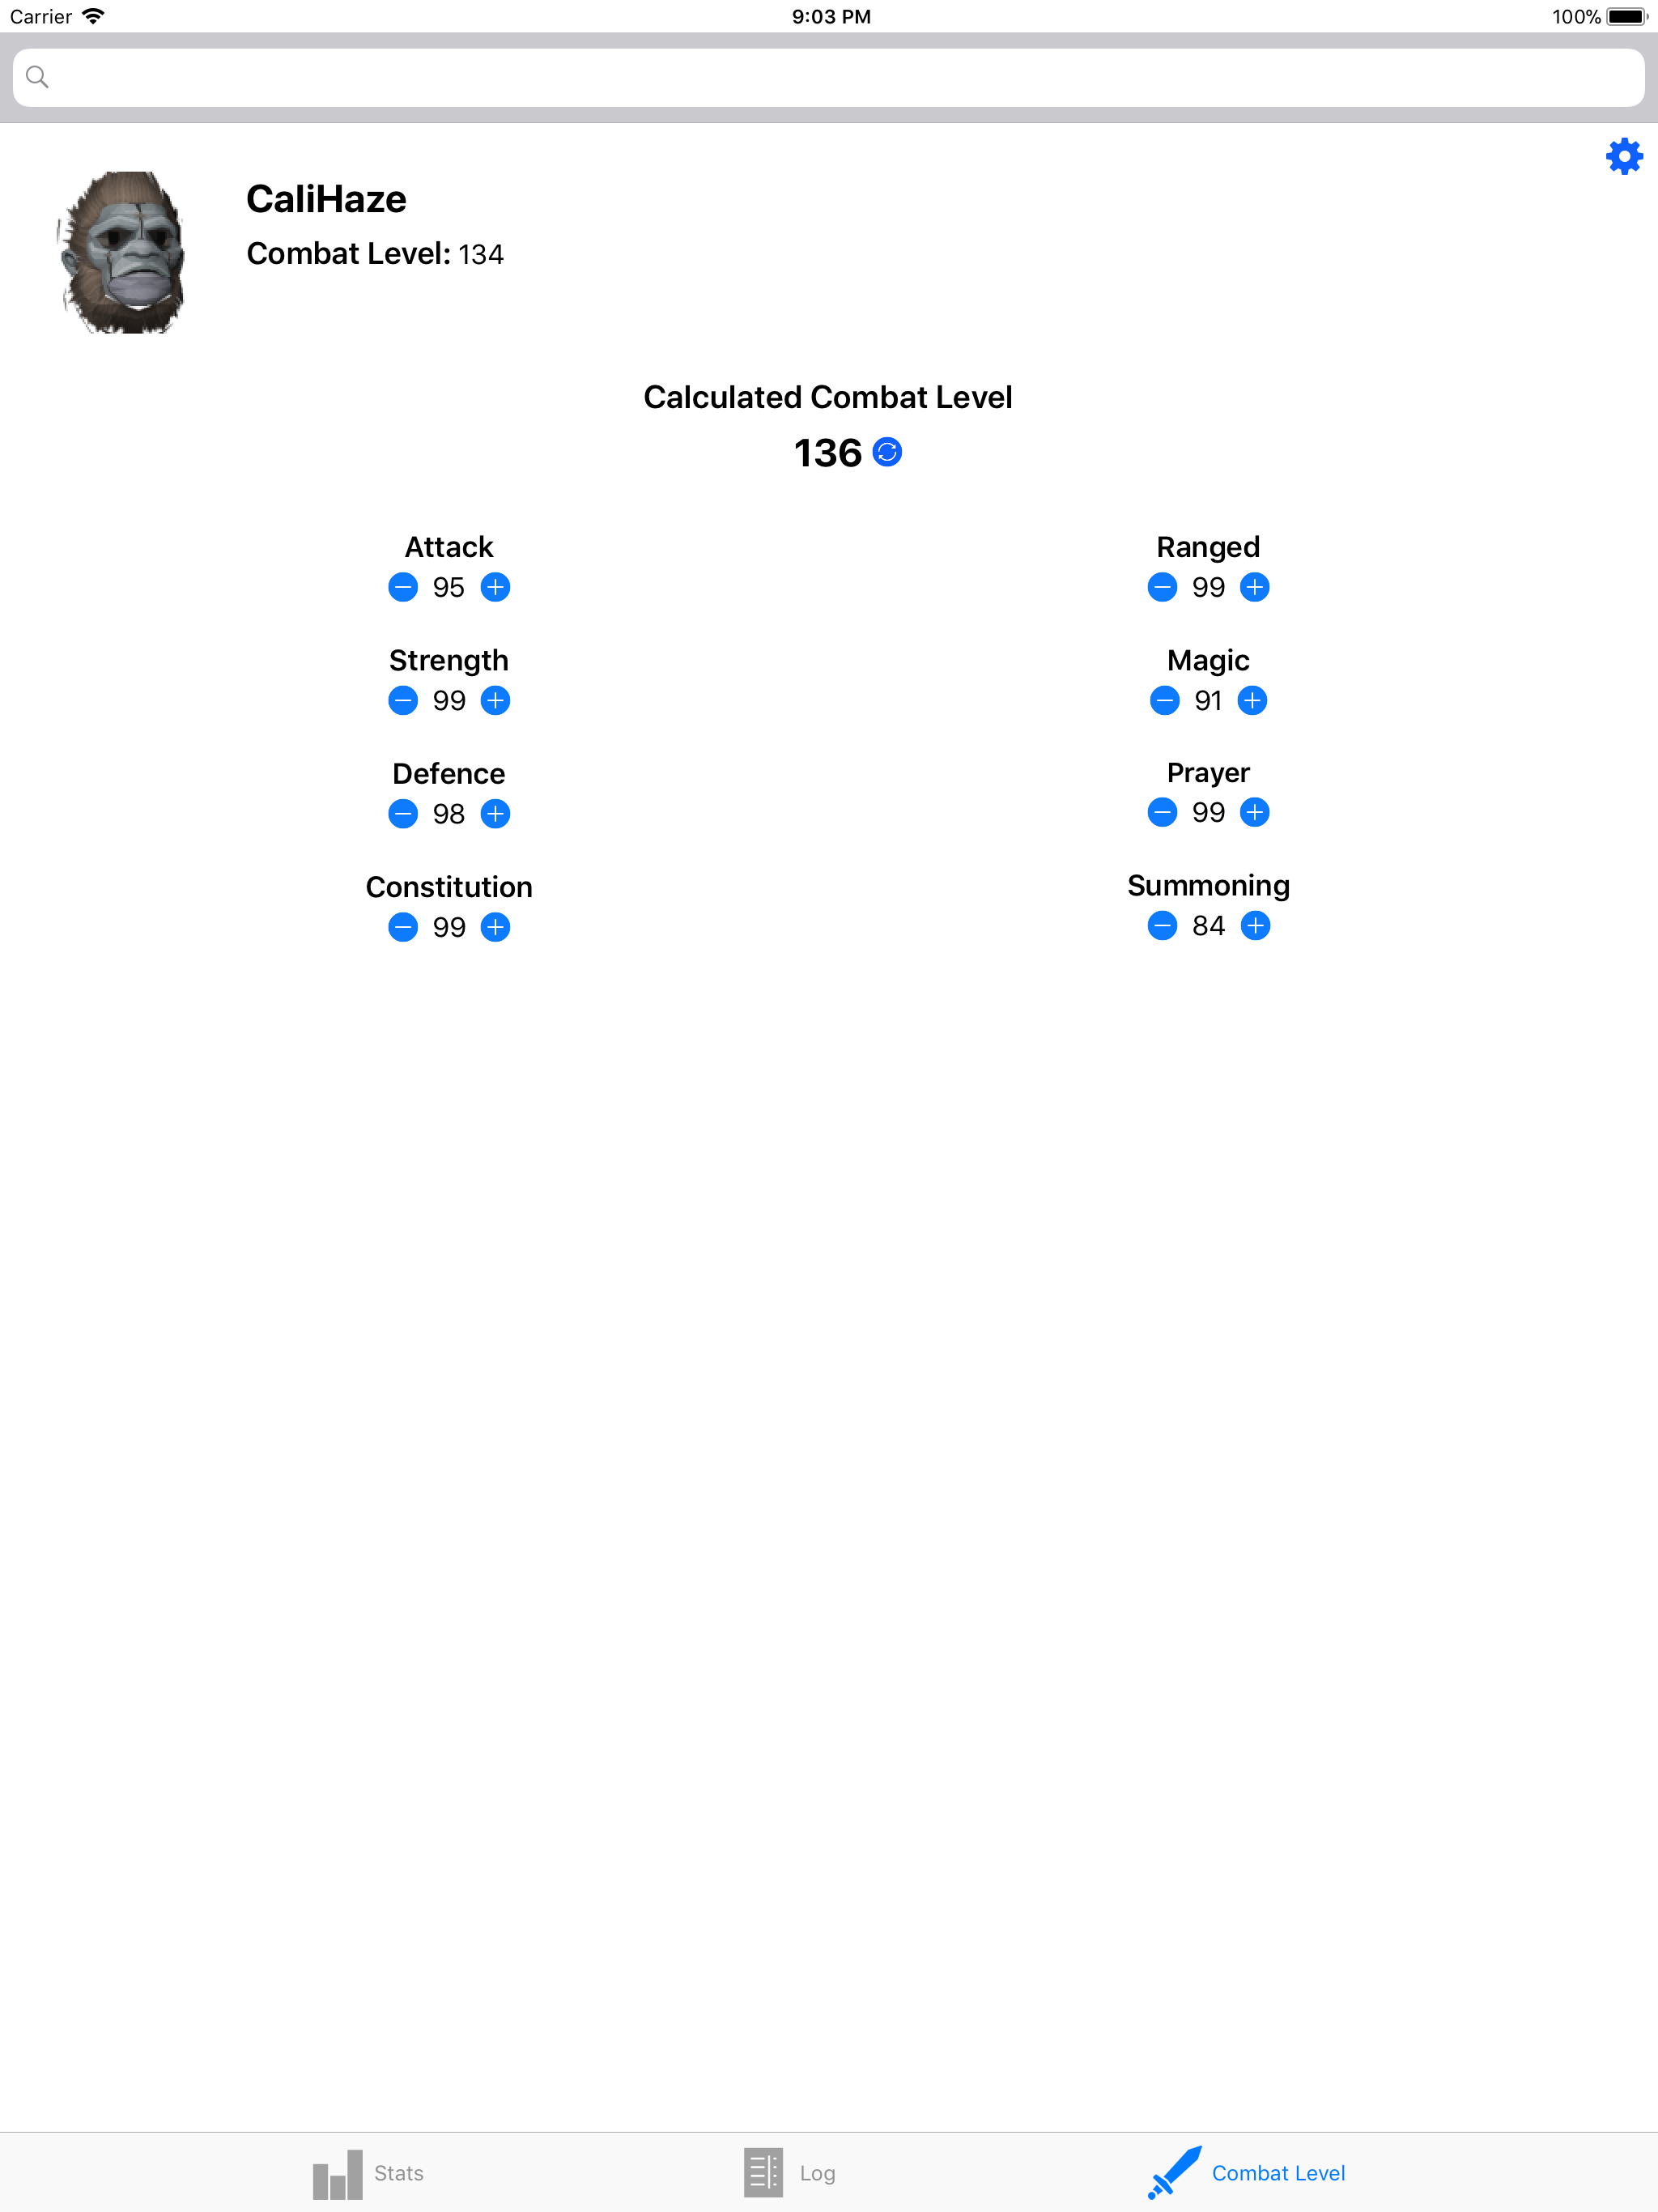 Carrier 9:03 PM 100%
CaliHaze
Combat Level: 134
Calculated Combat Level
136
Attack
95
Strength
99
Defence
98
Constitution
99
Ranged
99
Magic
91
Prayer
99
Summoning
84
Stats Log Combat Level